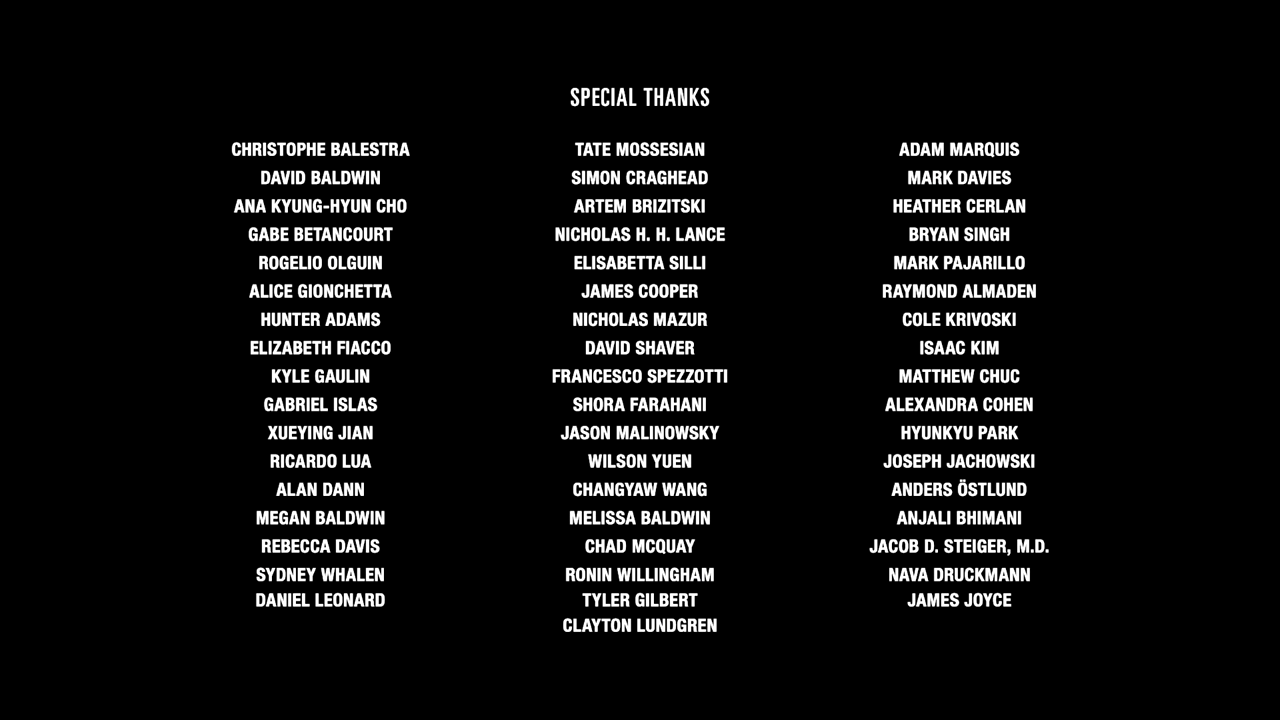 SPECIAL THANKS
CHRISTOPHE BALESTRA
DAVID BALDWIN
ANA KYUNG-HYUN CHO
GABE BETANCOURT
ROGELIO OLGUIN
ALICE GIONCHETTA
HUNTER ADAMS
ELIZABETH FIACCO
KYLE GAULIN
GABRIEL ISLAS
XUEYING JIAN
RICARDO LUA
ALAN DANN
MEGAN BALDWIN
REBECCA DAVIS
SYDNEY WHALEN
DANIEL LEONARD
TATE MOSSESIAN
SIMON CRAGHEAD
ARTEM BRIZITSKI
NICHOLAS H. H. LANCE
ELISABETTA SILLI
JAMES COOPER
NICHOLAS MAZUR
DAVID SHAVER
FRANCESCO SPEZZOTTI
SHORA FARAHANI
JASON MALINOWSKY
WILSON YUEN
CHANGYAW WANG
MELISSA BALDWIN
CHAD MCQUAY
RONIN WILLINGHAM
TYLER GILBERT
CLAYTON LUNDGREN
ADAM MARQUIS
MARK DAVIES
HEATHER CERLAN
BRYAN SINGH
MARK PAJARILLO
RAYMOND ALMADEN
COLE KRIVOSKI
ISAAC KIM
MATTHEW CHUC
ALEXANDRA COHEN
HYUNKYU PARK
JOSEPH JACHOWSKI
ANDERS ÖSTLUND
ANJALI BHIMANI
JACOB D. STEIGER, M.D.
NAVA DRUCKMANN
JAMES JOYCE